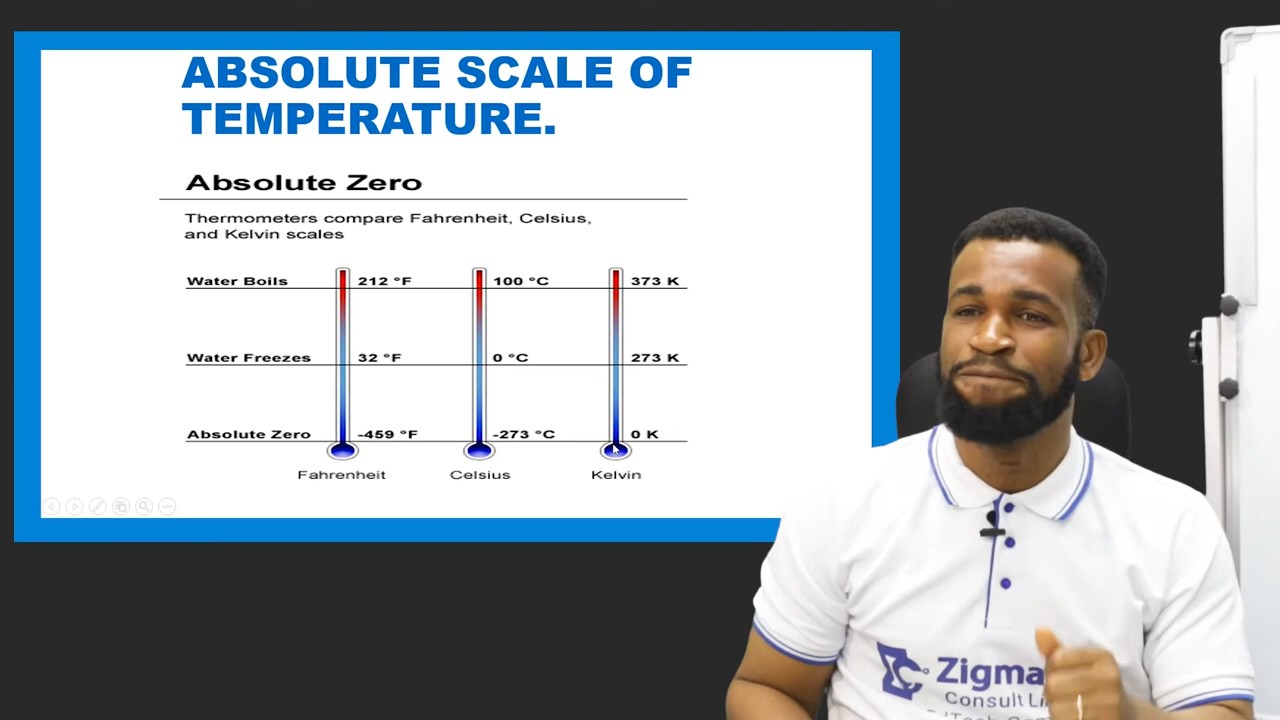 ABSOLUTE SCALE OF
TEMPERATURE.
Absolute Zero
Thermometers compare Fahrenheit, Celsius,
and Kelvin scales
Water Boils 212 °F 100 °C 373 K
Water Freezes 32 °F 0 °C 273 K
Absolute Zero -459 °F -273 °C 0 K
Fahrenheit Celsius Kelvin
Zigma
Consult Li